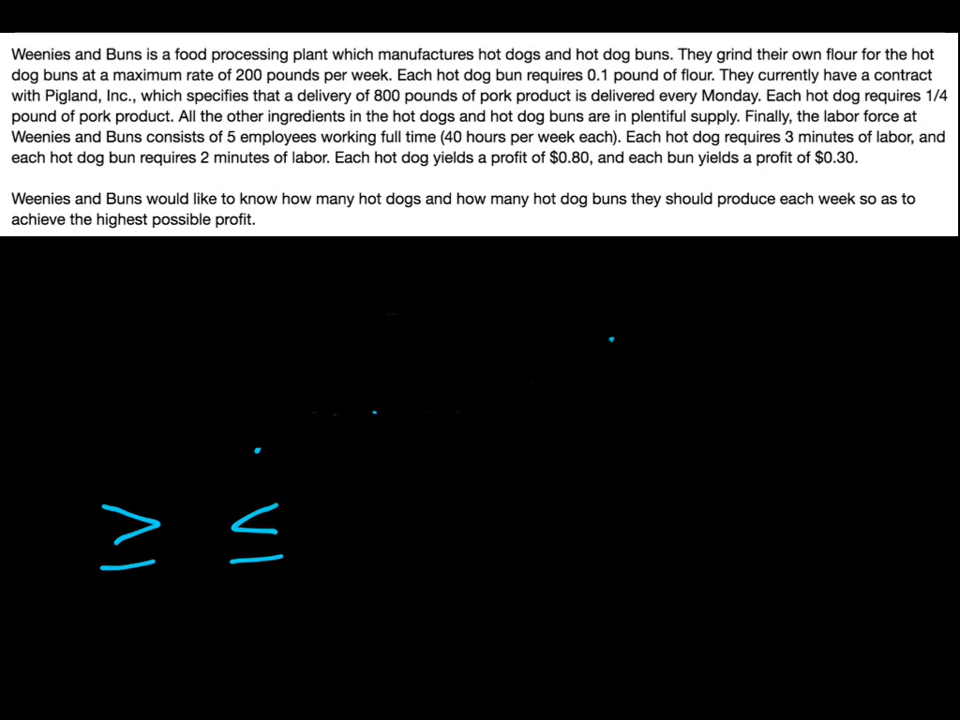 Weenies and Buns is a food processing plant which manufactures hot dogs and hot dog buns. They grind their own flour for the hot
dog buns at a maximum rate of 200 pounds per week. Each hot dog bun requires 0.1 pound of flour. They currently have a contract
with Pigland, Inc., which specifies that a delivery of 800 pounds of pork product is delivered every Monday. Each hot dog requires 1/4
pound of pork product. All the other ingredients in the hot dogs and hot dog buns are in plentiful supply. Finally, the labor force at
Weenies and Buns consists of 5 employees working full time (40 hours per week each). Each hot dog requires 3 minutes of labor, and
each hot dog bun requires 2 minutes of labor. Each hot dog yields a profit of $0.80, and each bun yields a profit of $0.30.
Weenies and Buns would like to know how many hot dogs and how many hot dog buns they should produce each week so as to
achieve the highest possible profit.
≥ ≤